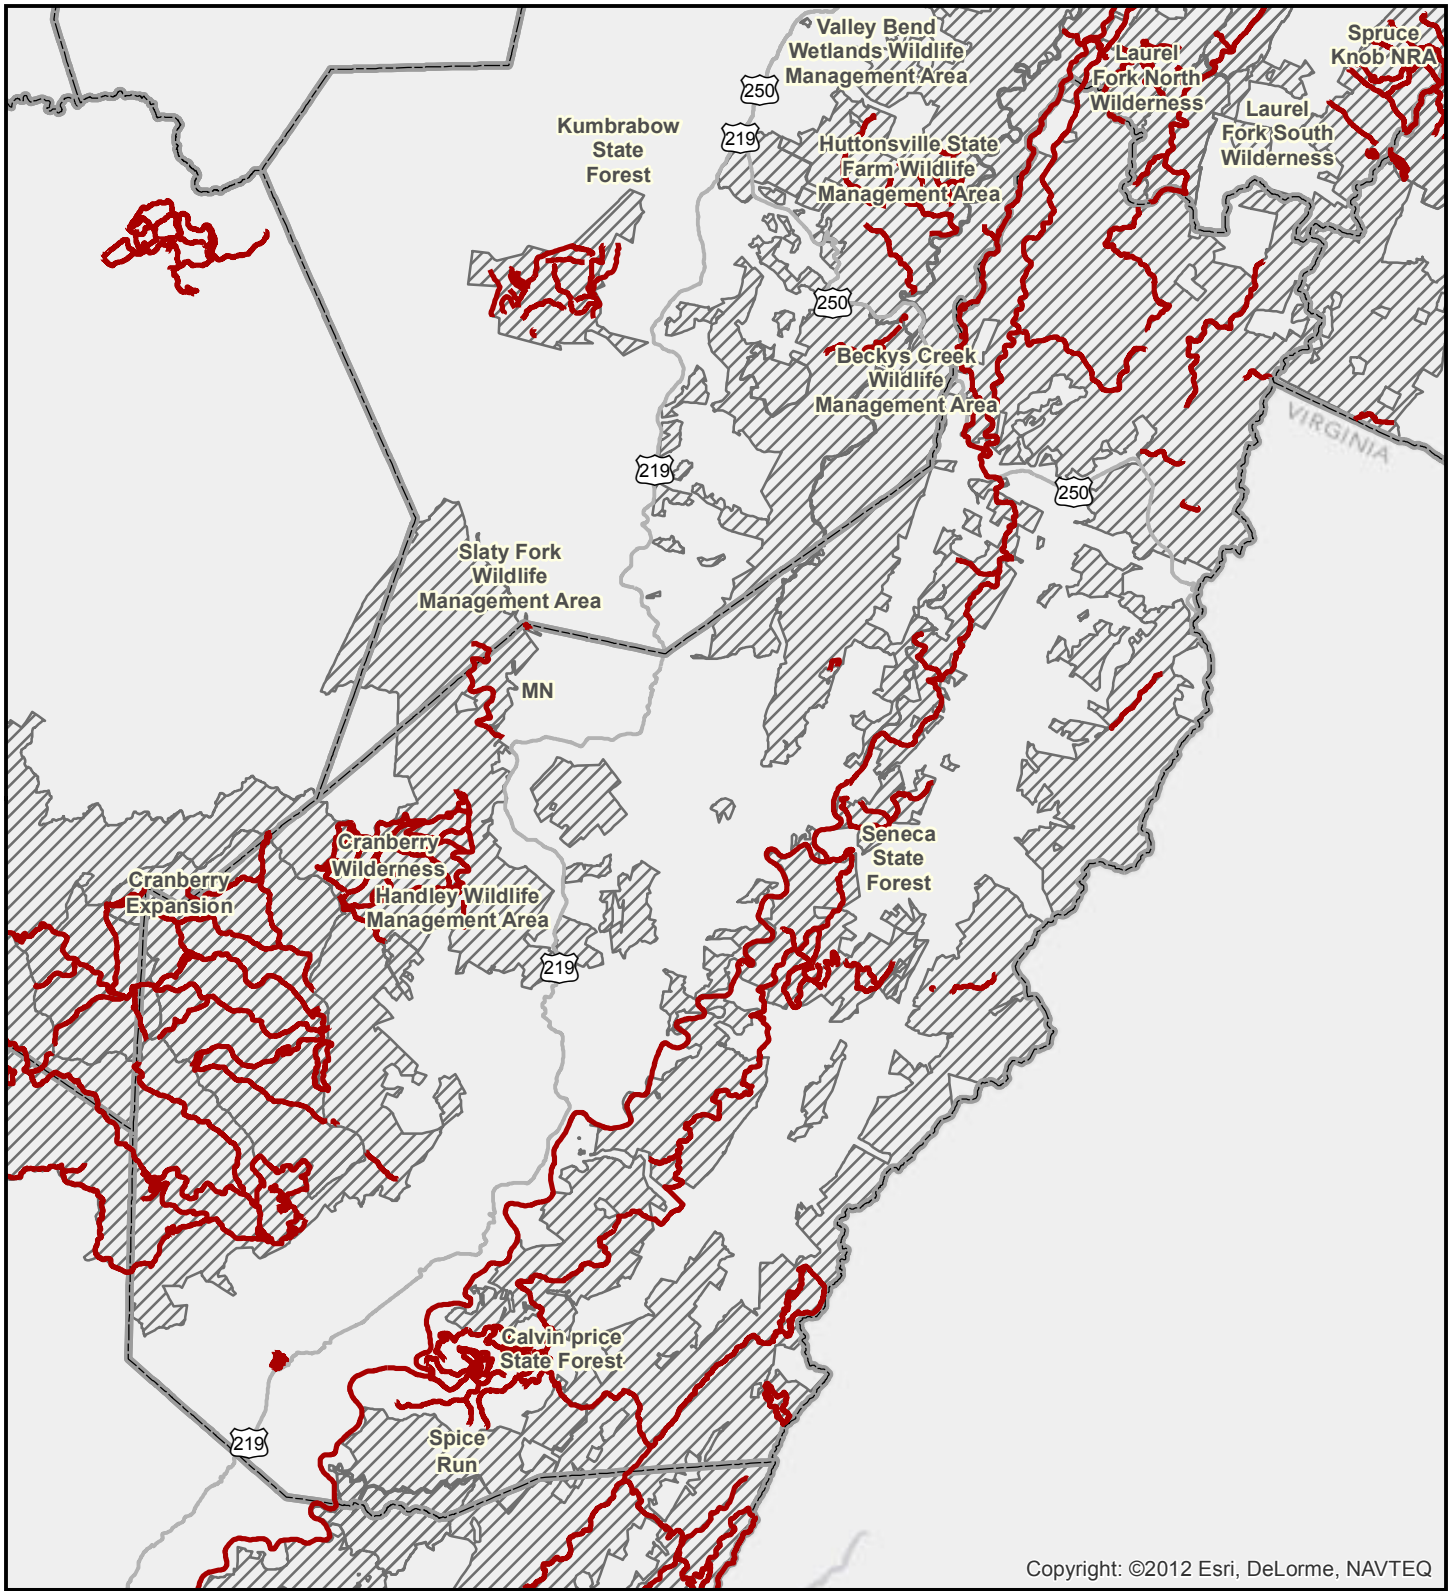 Valley Bend
Wetlands Wildlife
Management Area
Laurel
Fork North
Wilderness
Spruce
Knob NRA
250
219
Kumbrabow
State
Forest
Huttonsville State
Farm Wildlife
Management Area
Laurel
Fork South
Wilderness
250
Beckys Creek
Wildlife
Management Area
VIRGINIA
219
250
Slaty Fork
Wildlife
Management Area
MN
Cranberry
Wilderness
Handley Wildlife
Management Area
Cranberry
Expansion
Seneca
State
Forest
219
Calvin price
State Forest
Spice
Run
219
Copyright: ©2012 Esri, DeLorme, NAVTEQ